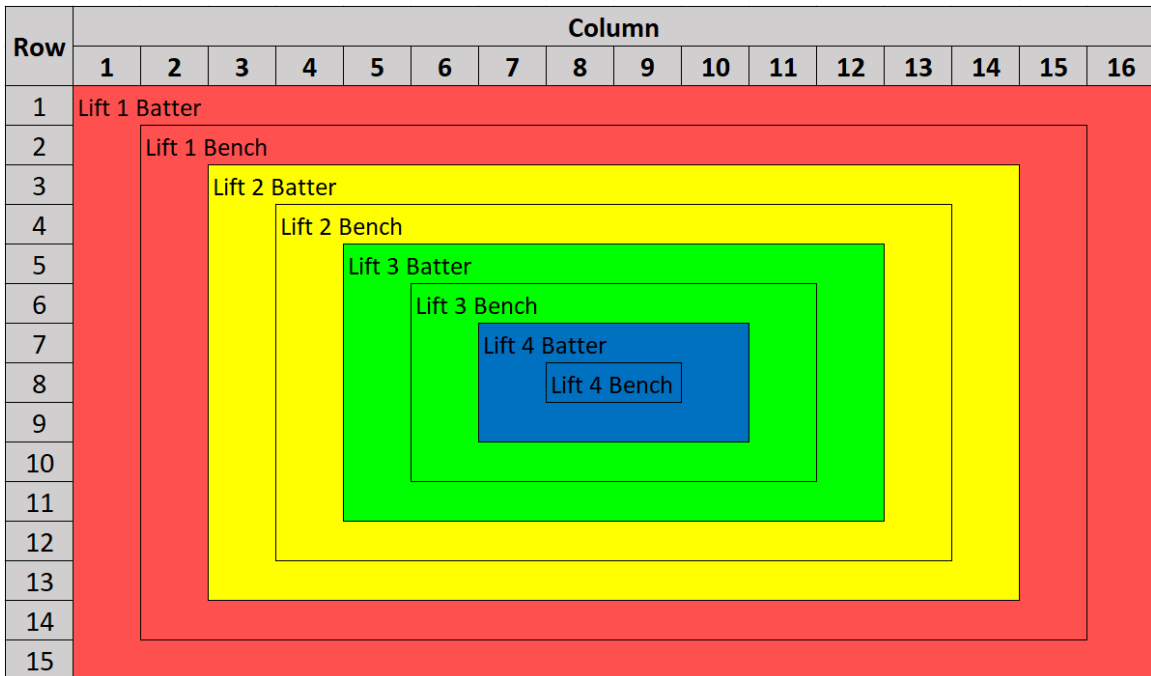 Row
Column
1 2 3 4 5 6 7 8 9 10 11 12 13 14 15 16
1 Lift 1 Batter
2 Lift 1 Bench
3 Lift 2 Batter
4 Lift 2 Bench
5 Lift 3 Batter
6 Lift 3 Bench
7 Lift 4 Batter
8 Lift 4 Bench
9
10
11
12
13
14
15